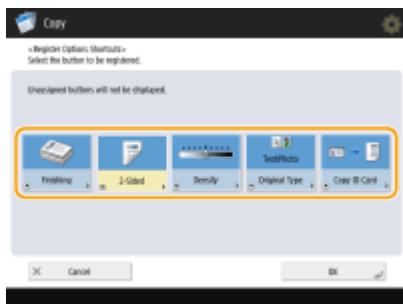 Copy
<Register Options Shortcuts>
Select the button to be registered.
Unassigned buttons will not be displayed.
Text/Photo
Finishing
2-Sided
Density
Original Type
Copy ID Card
Cancel
OK